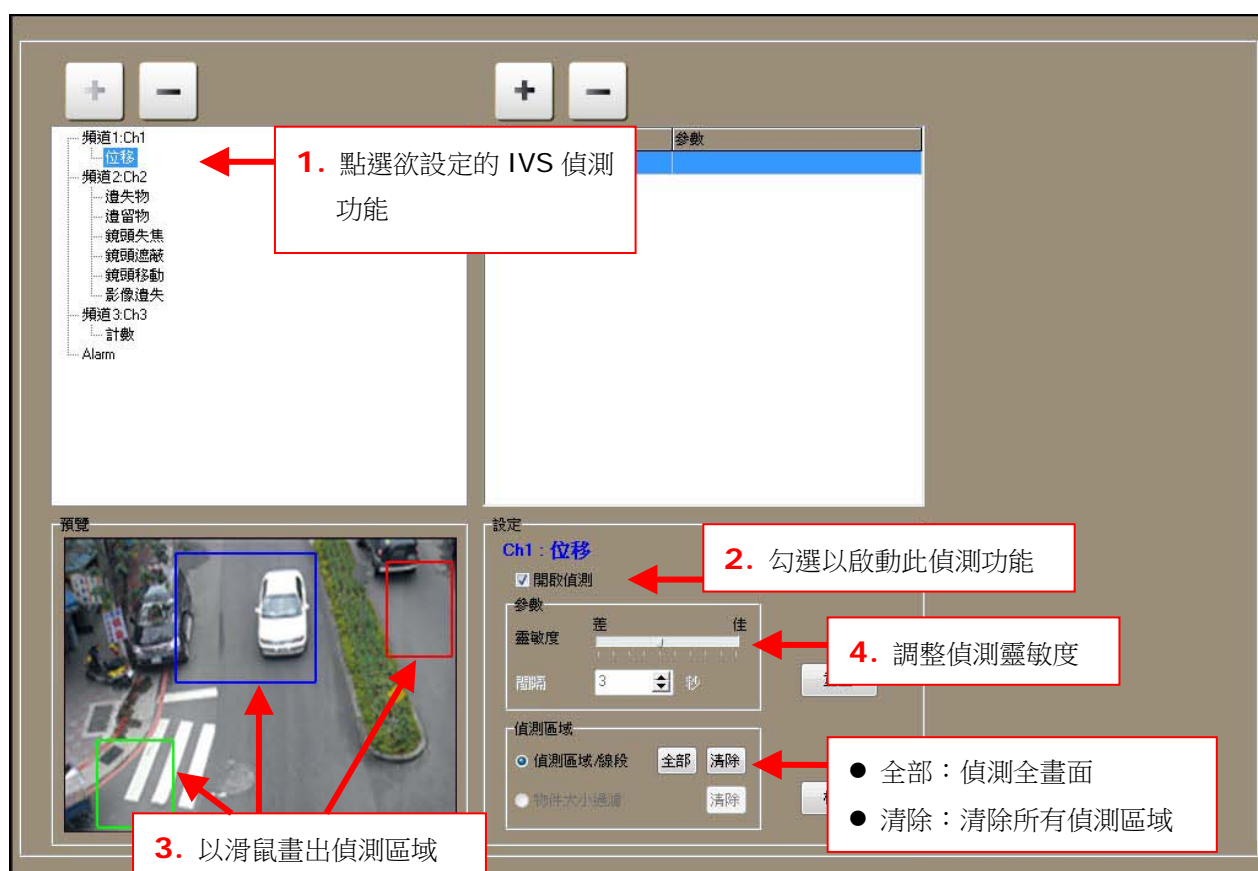 頻道1:Ch1
位移
頻道2:Ch2
遺失物
遺留物
鏡頭失焦
鏡頭遮蔽
鏡頭移動
影像遺失
頻道3:Ch3
計數
Alarm
1. 點選欲設定的 IVS 偵測
功能
參數
預覽
3. 以滑鼠畫出偵測區域
設定
Ch1 : 位移
開啟偵測
2. 勾選以啟動此偵測功能
參數
差 佳
靈敏度
間隔 3 秒
4. 調整偵測靈敏度
偵測區域
偵測區域/線段 全部 清除
物件大小過濾 清除
● 全部：偵測全畫面
● 清除：清除所有偵測區域